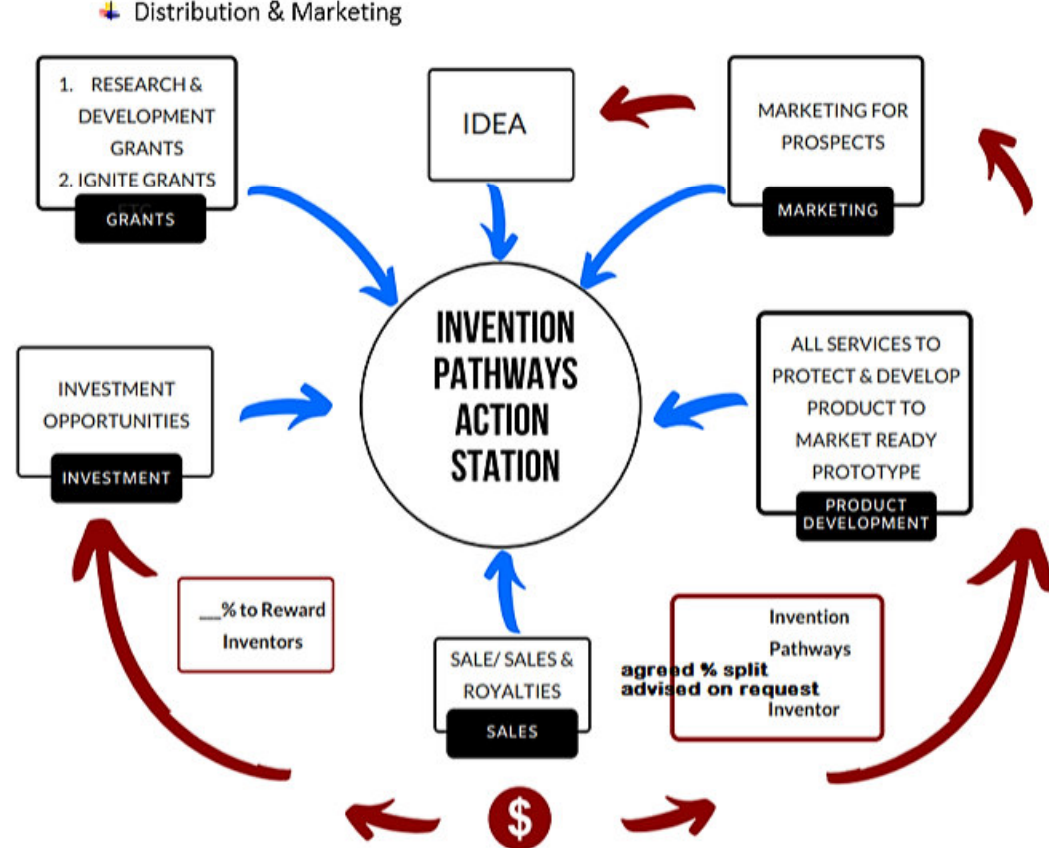 Distribution & Marketing
1. RESEARCH &
DEVELOPMENT
GRANTS
2. IGNITE GRANTS
ETC
GRANTS
IDEA
MARKETING FOR
PROSPECTS
MARKETING
INVENTION
PATHWAYS
ACTION
STATION
INVESTMENT
OPPORTUNITIES
INVESTMENT
ALL SERVICES TO
PROTECT & DEVELOP
PRODUCT TO
MARKET READY
PROTOTYPE
PRODUCT
DEVELOPMENT
___% to Reward
Inventors
SALE/ SALES &
ROYALTIES
SALES
Invention
Pathways
agreed % split
advised on request
Inventor
$